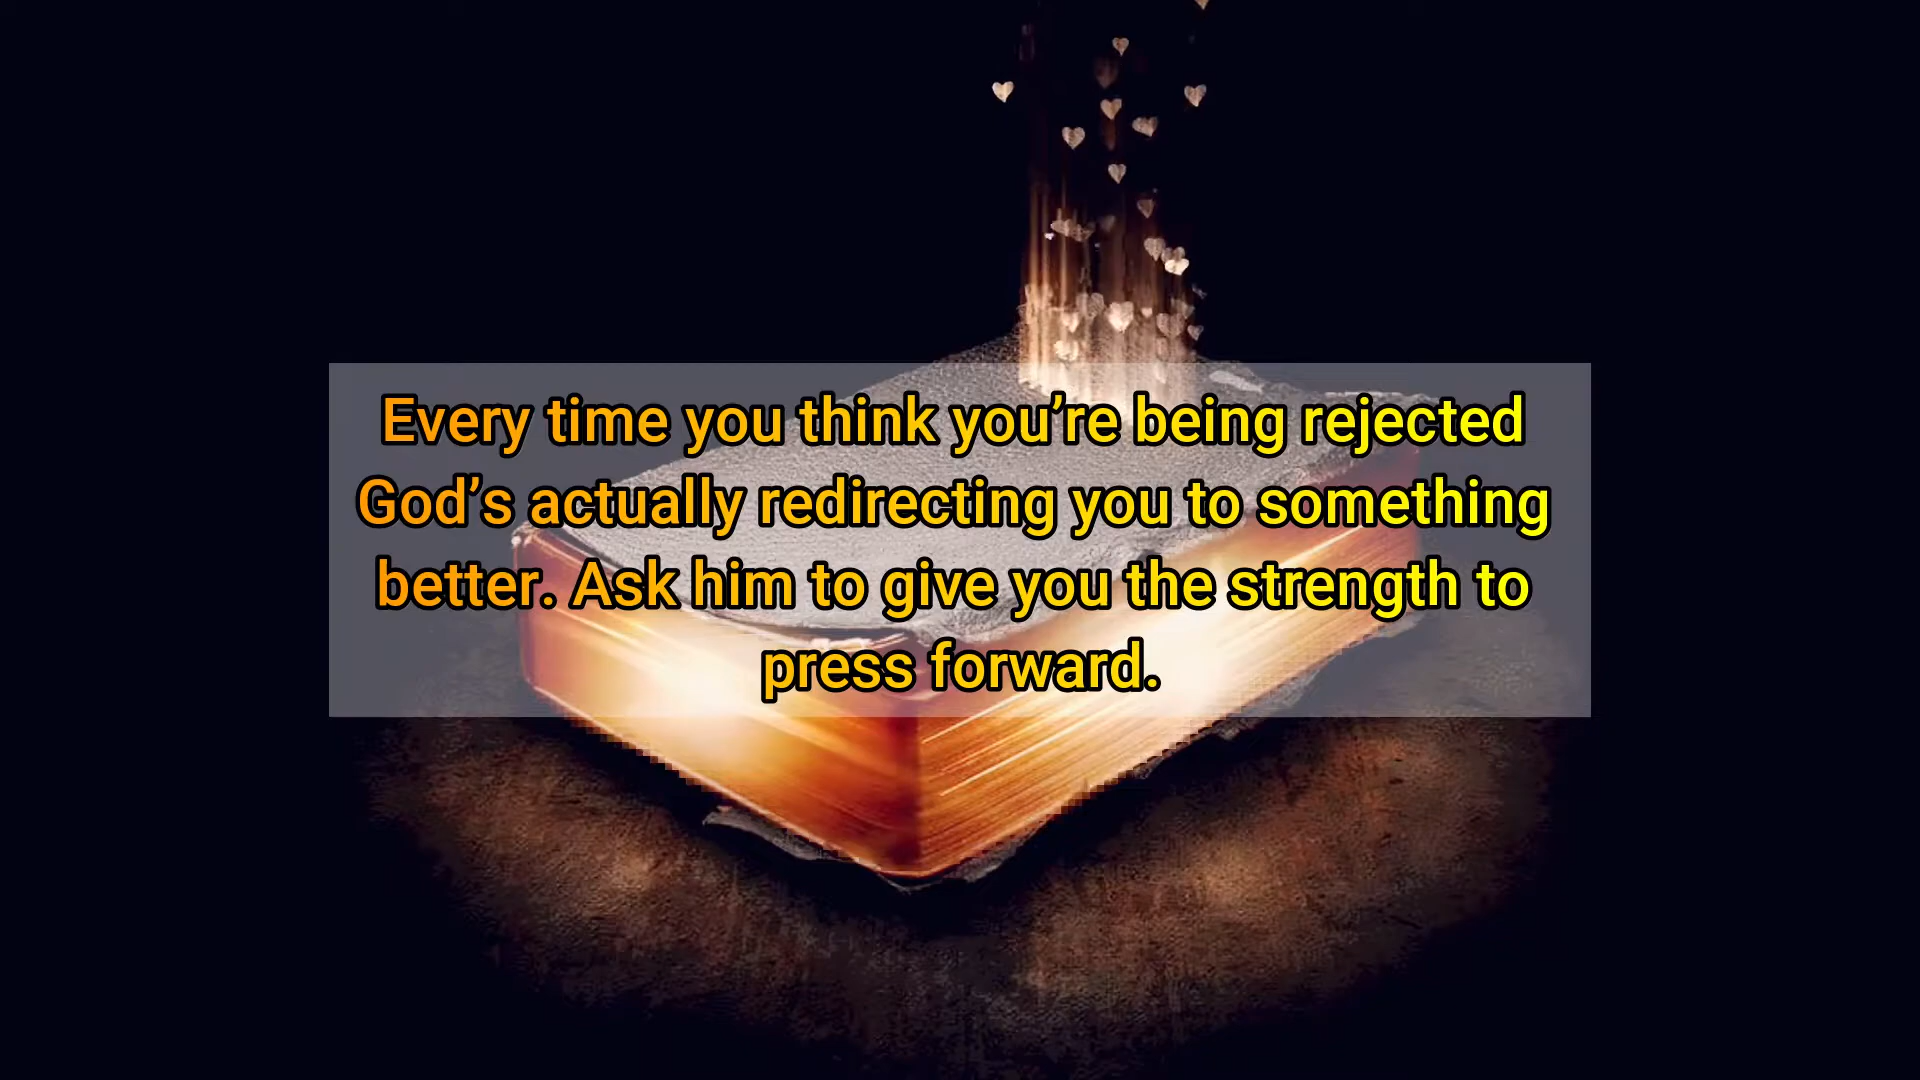 Every time you think you’re being rejected
God’s actually redirecting you to something
better. Ask him to give you the strength to
press forward.